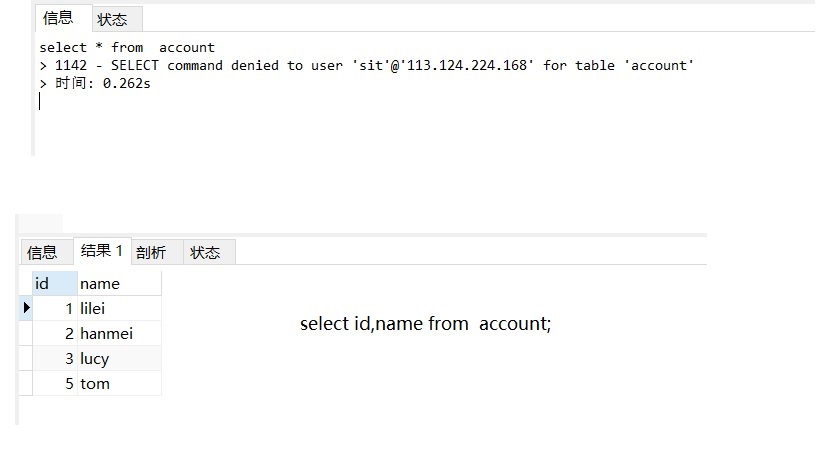 信息 状态
select * from  account
> 1142 - SELECT command denied to user 'sit'@'113.124.224.168' for table 'account'
> 时间: 0.262s
信息 结果 1 剖析 状态
id name
1 lilei
2 hanmei
3 lucy
5 tom
select id,name from  account;